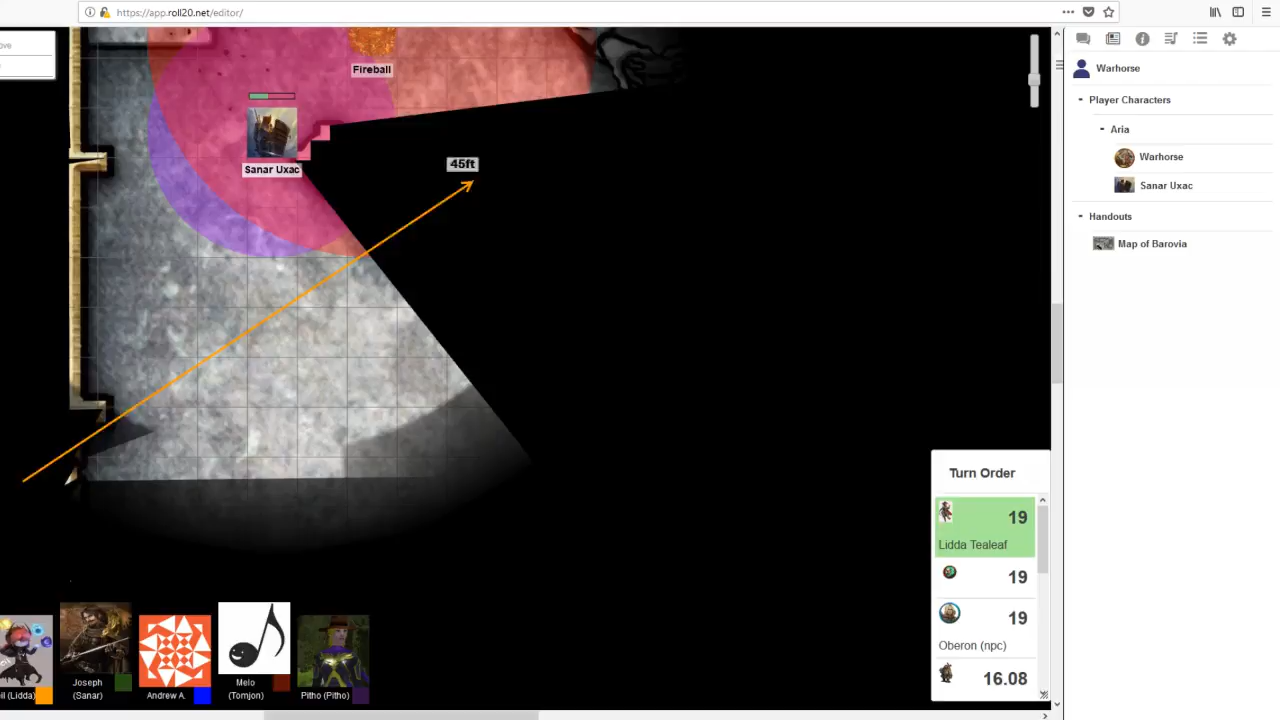 https://app.roll20.net/editor/
Fireball
Sanar Uxac
45ft
Warhorse
Player Characters
Aria
Warhorse
Sanar Uxac
Handouts
Map of Barovia
Turn Order
19
Lidda Tealeaf
19
19
Oberon (npc)
16.08
(Lidda)
Joseph
(Sanar)
Andrew A.
Melo
(Tomjon)
Pitho (Pitho)